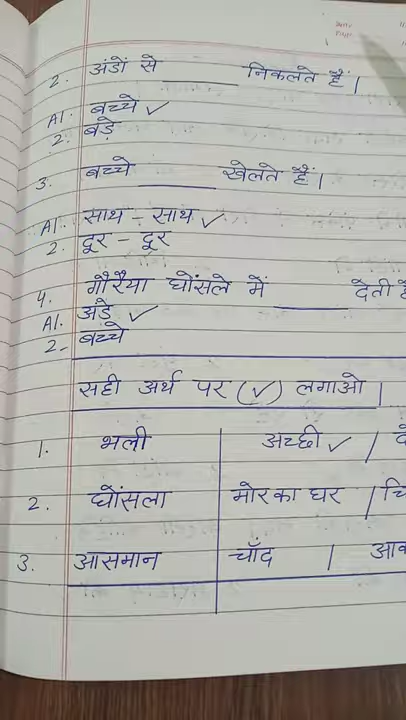 2. अंडों से ______ निकलते हैं।
A1. बच्चे ✓
2. बड़े
3. बच्चे ______ खेलते हैं।
A1. साथ - साथ ✓
2. दूर - दूर
4. गौरैया घोंसले में ______ देती
A1. अंडे ✓
2- बच्चे
सही अर्थ पर (✓) लगाओ।
1. भली अच्छी ✓ /
2. घोंसला मोर का घर / चि
3. आसमान चाँद / आक